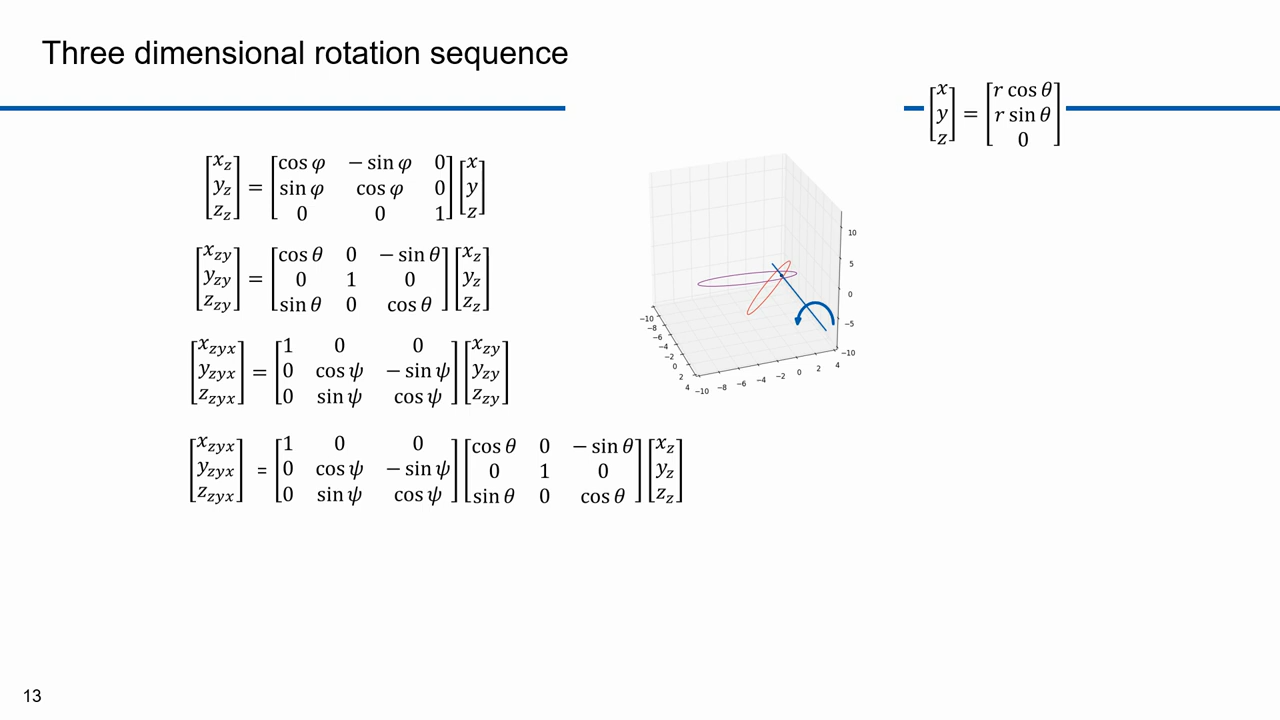 Three dimensional rotation sequence
[x y z] = [r cos θ r sin θ 0]
[x_z y_z z_z] = [cos φ − sin φ 0 sin φ cos φ 0 0 0 1] [x y z]
[x_zy y_zy z_zy] = [cos θ 0 − sin θ 0 1 0 sin θ 0 cos θ] [x_z y_z z_z]
[x_zyx y_zyx z_zyx] = [1 0 0 0 cos ψ − sin ψ 0 sin ψ cos ψ] [x_zy y_zy z_zy]
[x_zyx y_zyx z_zyx] = [1 0 0 0 cos ψ − sin ψ 0 sin ψ cos ψ] [cos θ 0 − sin θ 0 1 0 sin θ 0 cos θ] [x_z y_z z_z]
10
5
0
−5
−10
−10 −8 −6 −4 −2 0 2 4
−10 −8 −6 −4 −2 0 2 4
13